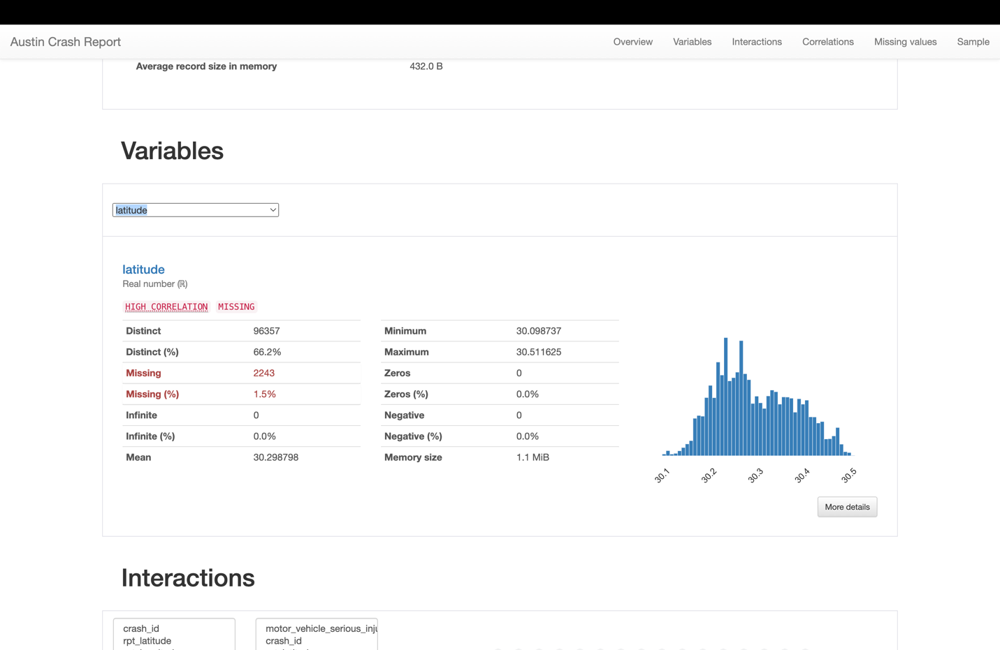 Austin Crash Report
Overview Variables Interactions Correlations Missing values Sample
Average record size in memory 432.0 B
Variables
latitude
latitude
Real number (ℝ)
HIGH CORRELATION MISSING
Distinct 96357
Distinct (%) 66.2%
Missing 2243
Missing (%) 1.5%
Infinite 0
Infinite (%) 0.0%
Mean 30.298798
Minimum 30.098737
Maximum 30.511625
Zeros 0
Zeros (%) 0.0%
Negative 0
Negative (%) 0.0%
Memory size 1.1 MiB
30.1 30.2 30.3 30.4 30.5
More details
Interactions
crash_id
rpt_latitude
motor_vehicle_serious_inju
crash_id